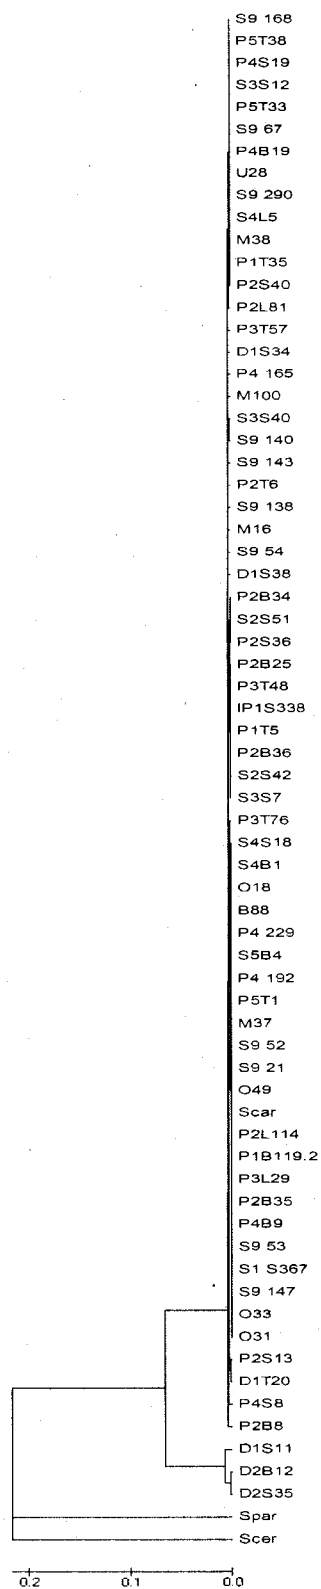 S9 168
P5T38
P4S19
S3S12
P5T33
S9 67
P4B19
U28
S9 290
S4L5
M38
P1T35
P2S40
P2L81
P3T57
D1S34
P4 165
M100
S3S40
S9 140
S9 143
P2T6
S9 138
M16
S9 54
D1S38
P2B34
S2S51
P2S36
P2B25
P3T48
IP1S338
P1T5
P2B36
S2S42
S3S7
P3T76
S4S18
S4B1
O18
B88
P4 229
S5B4
P4 192
P5T1
M37
S9 52
S9 21
O49
Scar
P2L114
P1B119.2
P3L29
P2B35
P4B9
S9 53
S1 S367
S9 147
O33
O31
P2S13
D1T20
P4S8
P2B8
D1S11
D2B12
D2S35
Spar
Scer
0.2 0.1 0.0